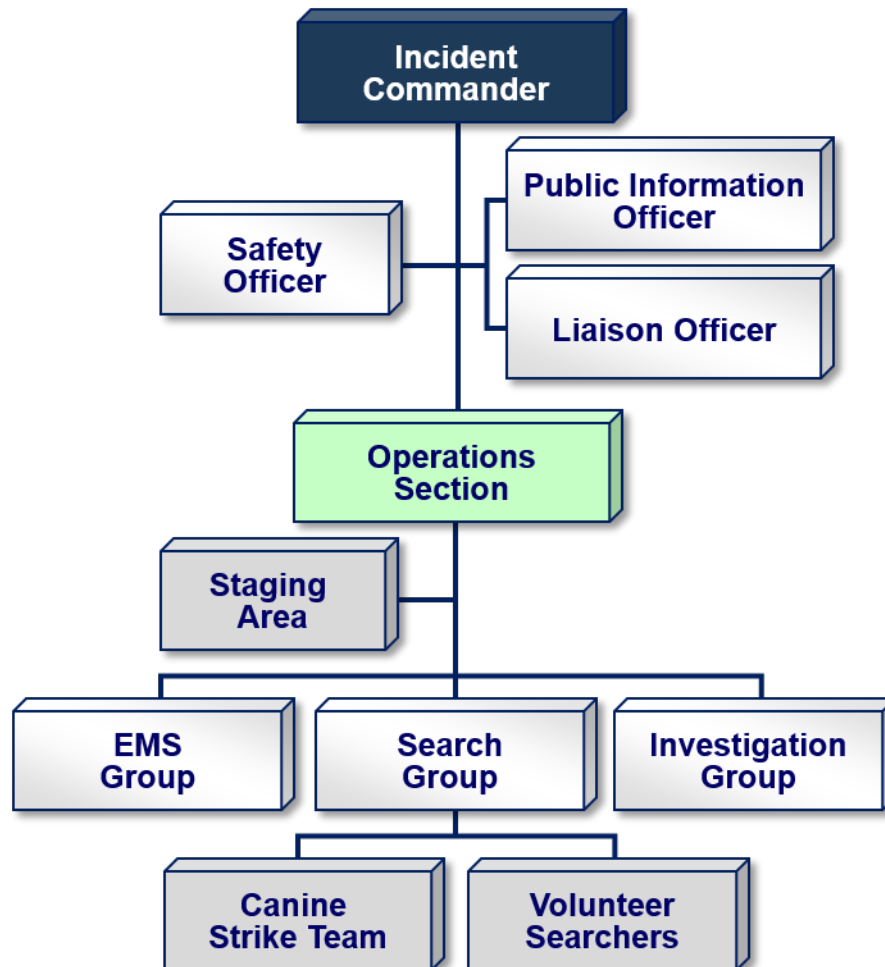 Incident
Commander
Public Information
Officer
Safety
Officer
Liaison Officer
Operations
Section
Staging
Area
EMS
Group
Search
Group
Investigation
Group
Canine
Strike Team
Volunteer
Searchers